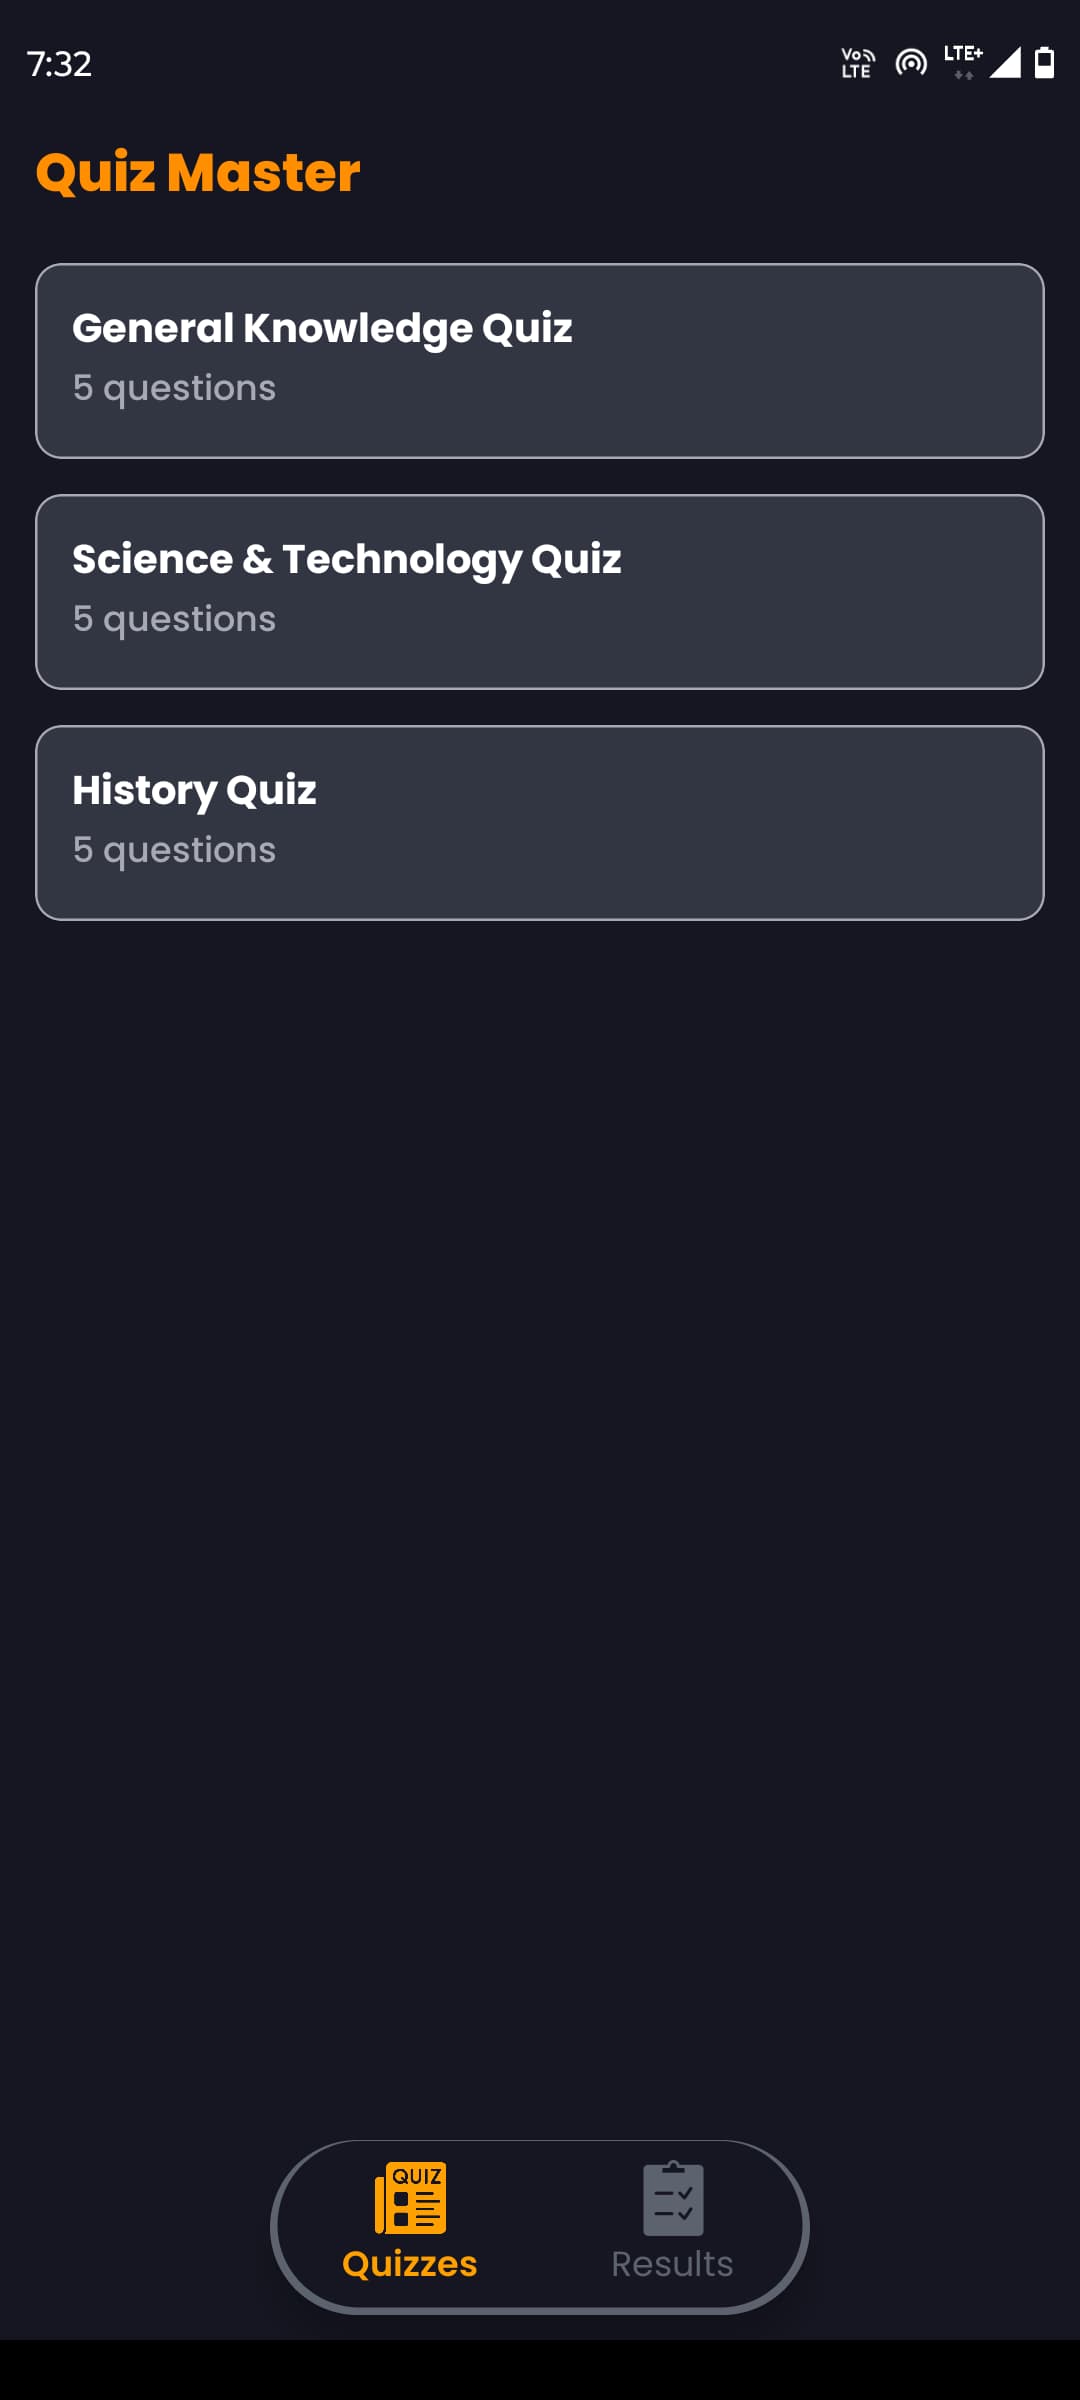 7:32
Vo LTE
LTE+
Quiz Master
General Knowledge Quiz
5 questions
Science & Technology Quiz
5 questions
History Quiz
5 questions
QUIZ
Quizzes
Results